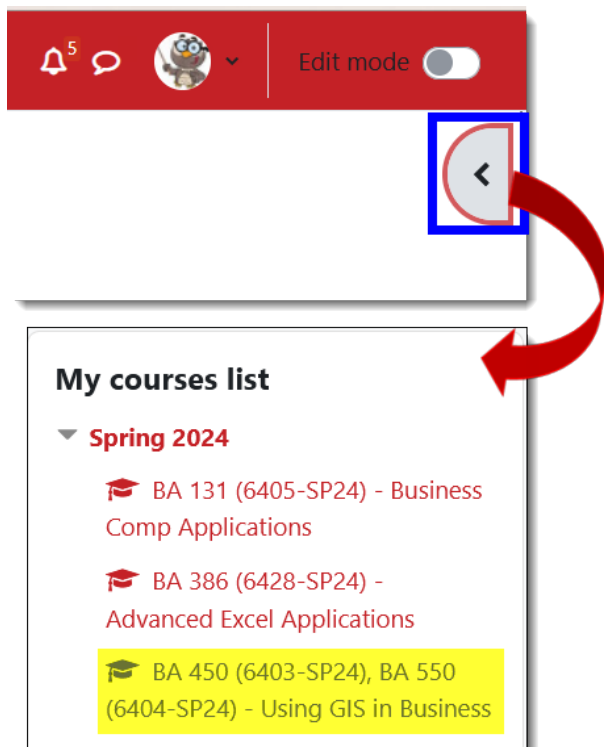 5
Edit mode
My courses list
Spring 2024
BA 131 (6405-SP24) - Business
Comp Applications
BA 386 (6428-SP24) -
Advanced Excel Applications
BA 450 (6403-SP24), BA 550
(6404-SP24) - Using GIS in Business